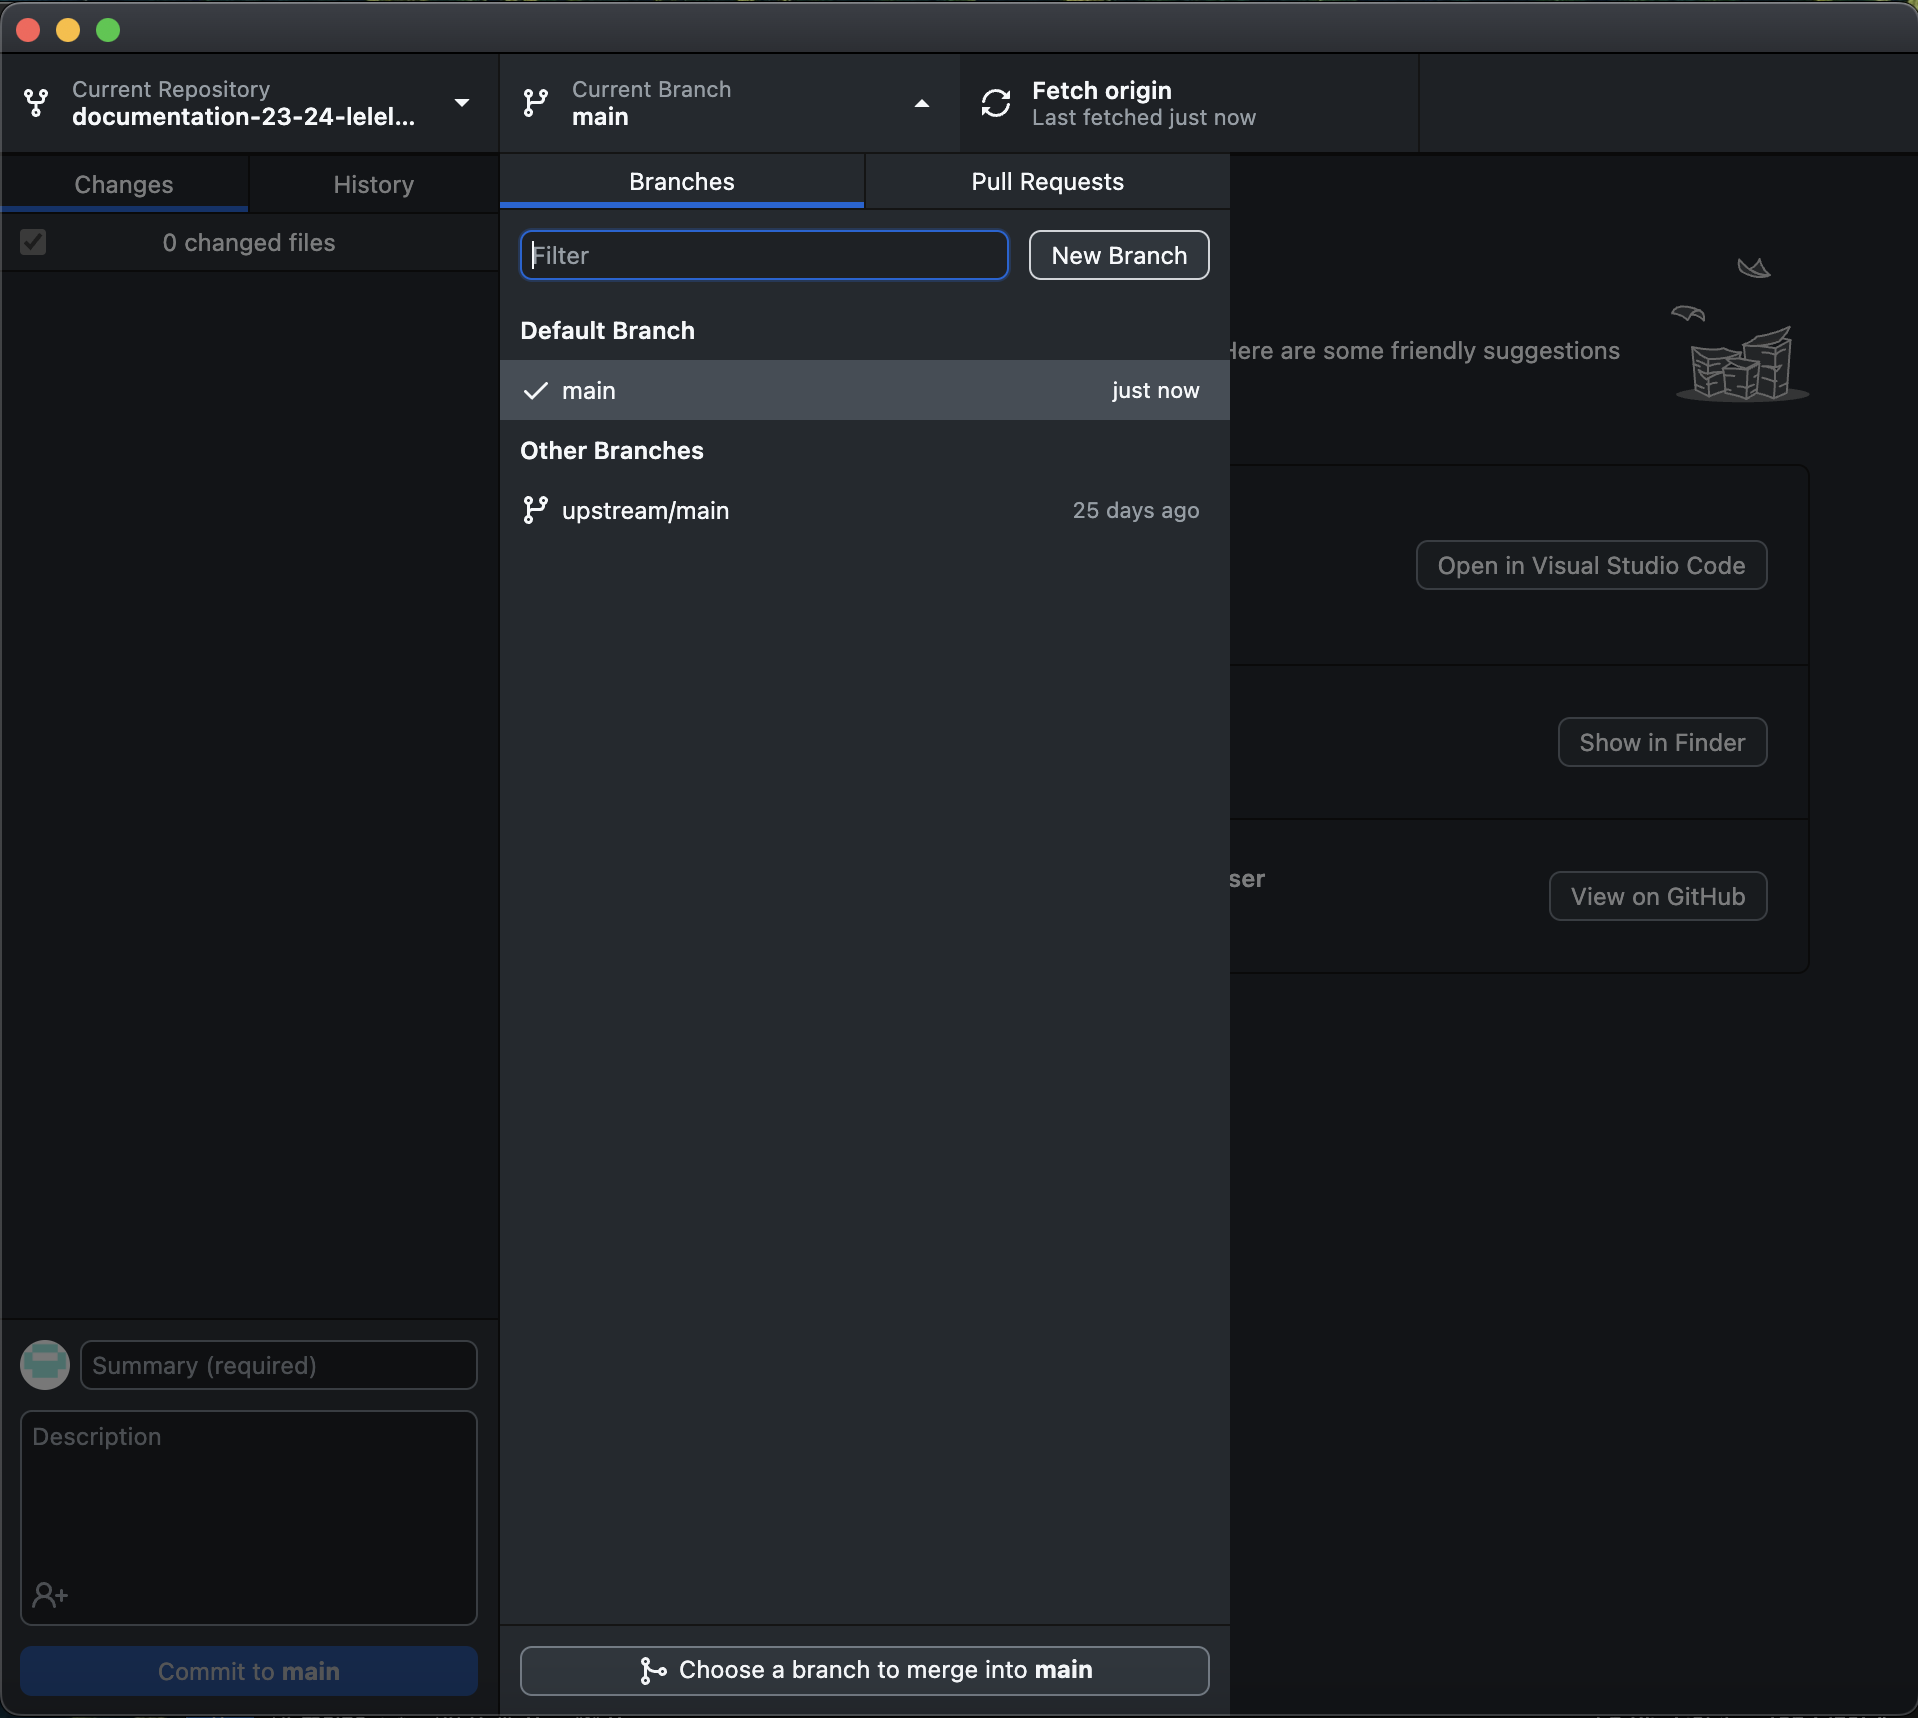 Current Repository
documentation-23-24-lelel...
Current Branch
main
Fetch origin
Last fetched just now
Changes
History
0 changed files
Branches
Pull Requests
Filter
New Branch
Default Branch
main
just now
Other Branches
upstream/main
25 days ago
Here are some friendly suggestions
Open in Visual Studio Code
Show in Finder
ser
View on GitHub
Summary (required)
Description
Commit to main
Choose a branch to merge into main